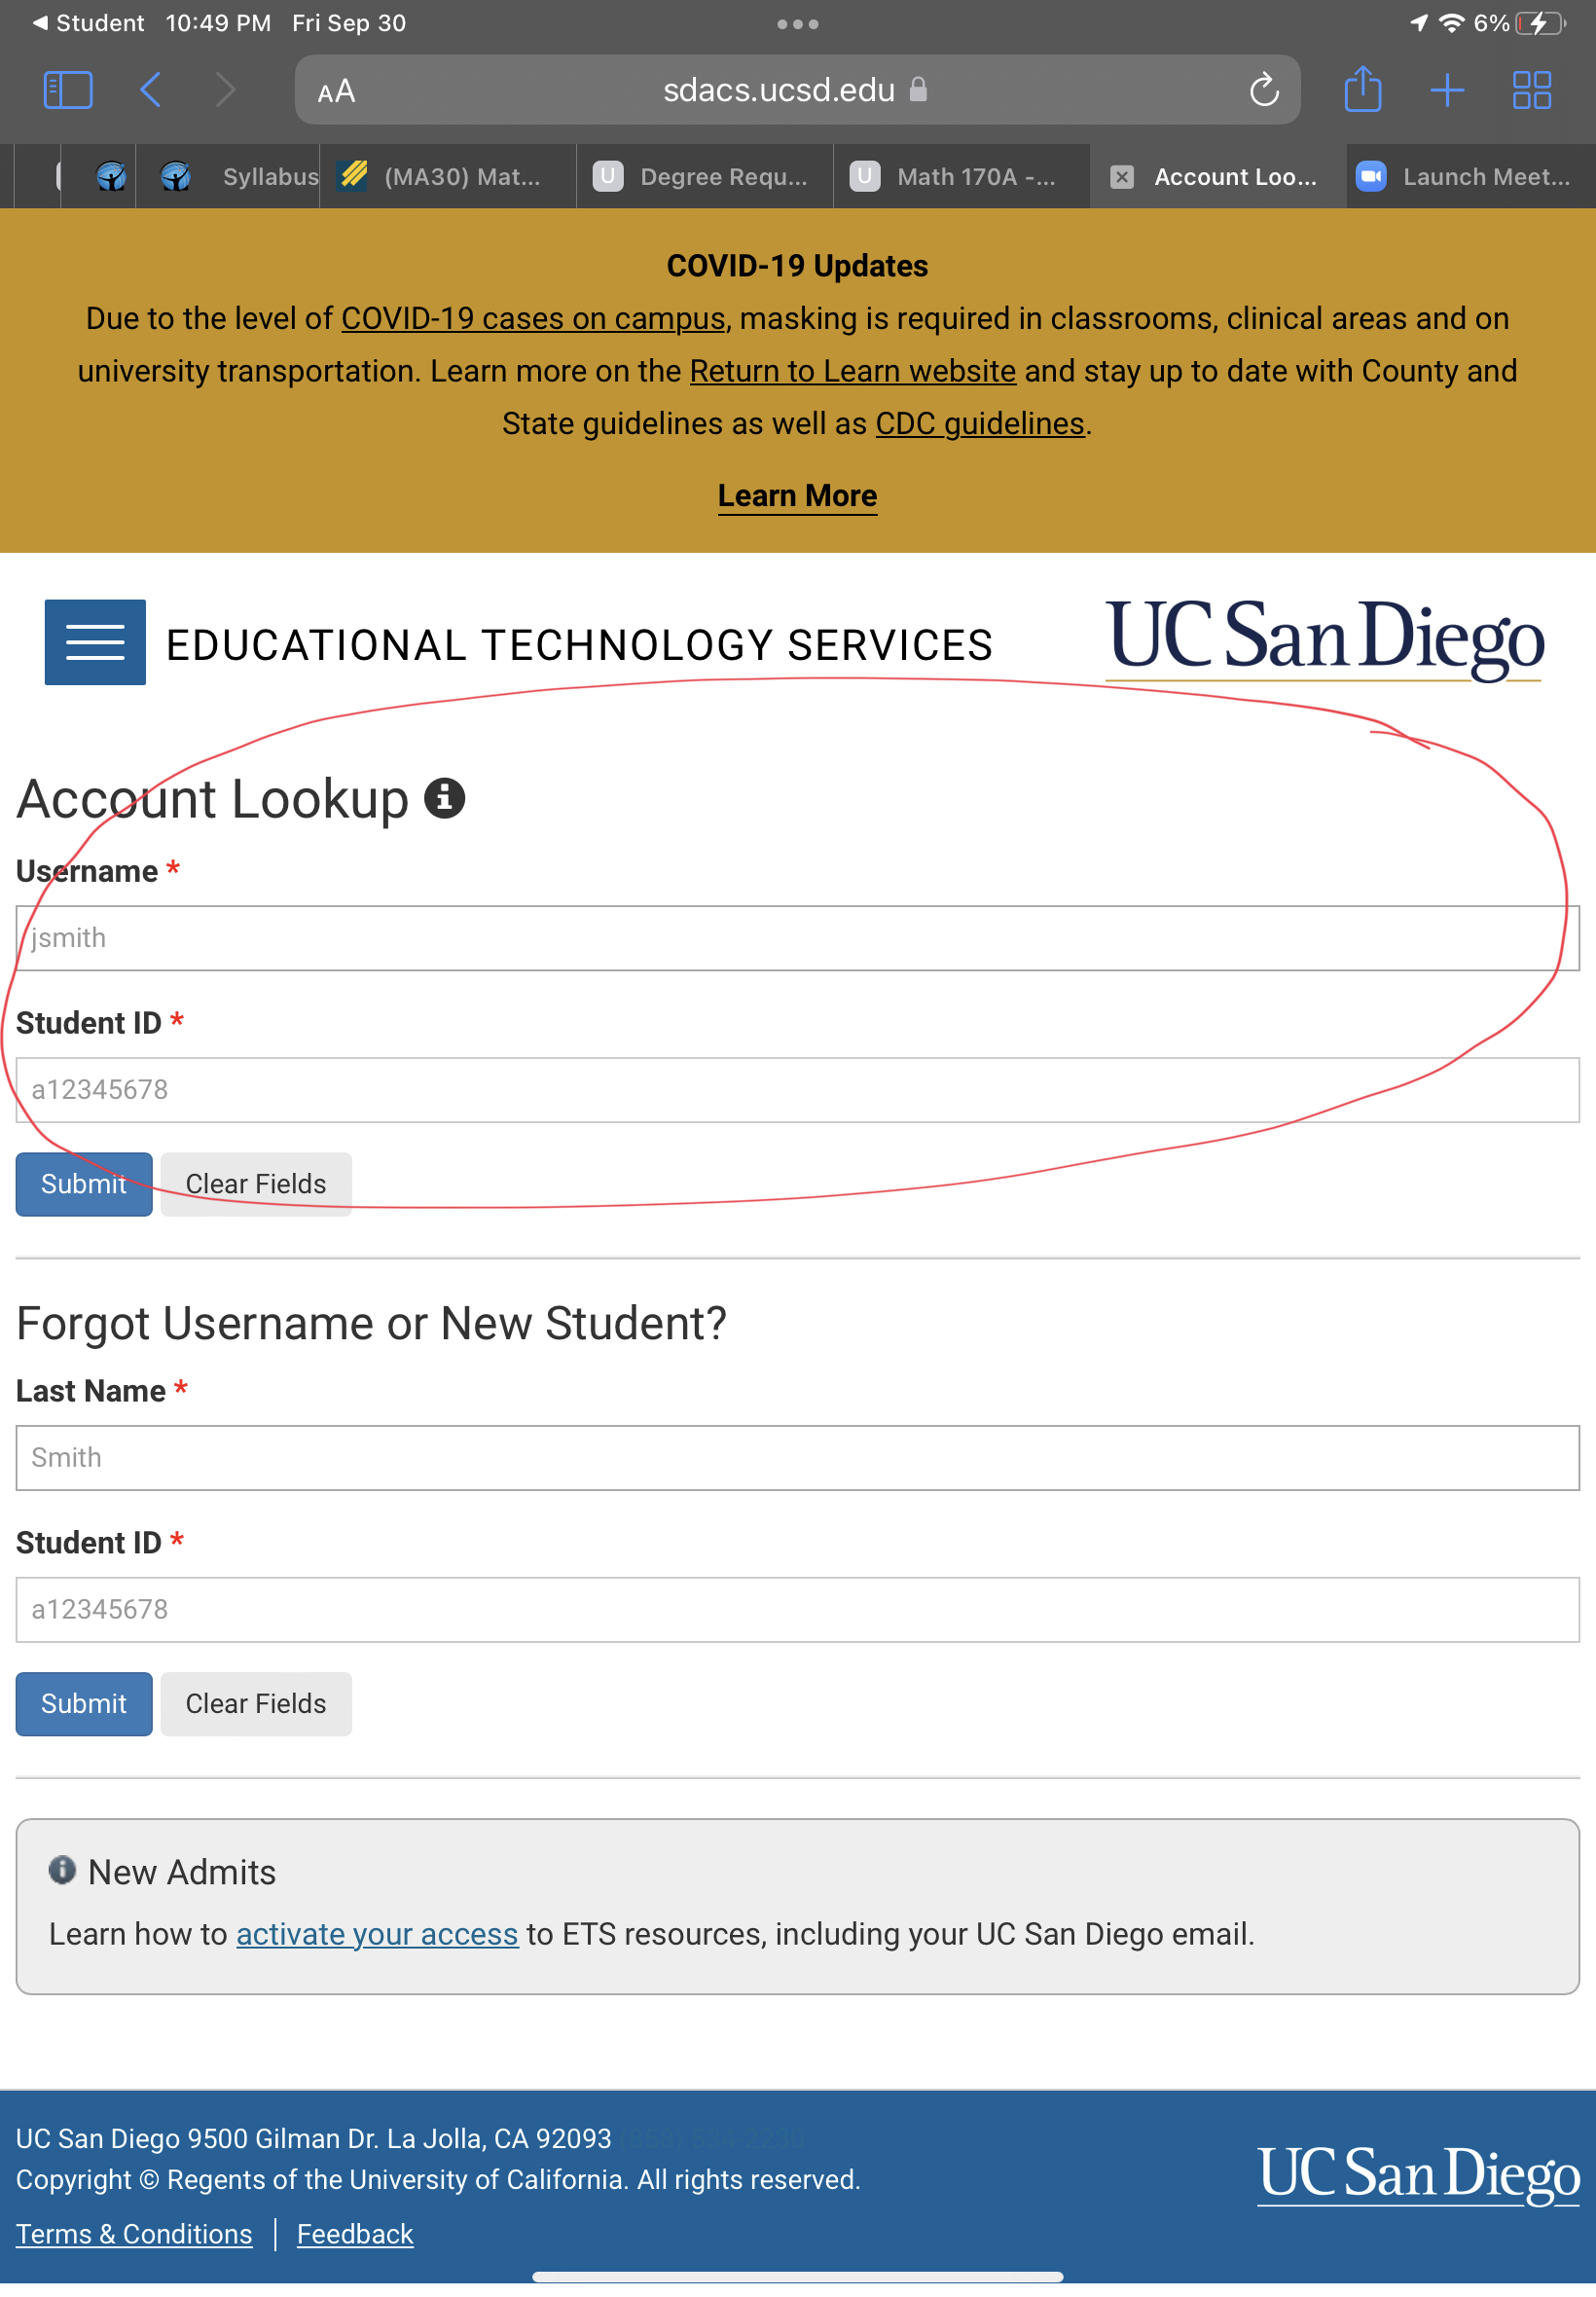 Student 10:49 PM Fri Sep 30 6%
AA sdacs.ucsd.edu
Syllabus (MA30) Mat... U Degree Requ... U Math 170A -... Account Loo... Launch Meet...
COVID-19 Updates
Due to the level of COVID-19 cases on campus, masking is required in classrooms, clinical areas and on
university transportation. Learn more on the Return to Learn website and stay up to date with County and
State guidelines as well as CDC guidelines.
Learn More
EDUCATIONAL TECHNOLOGY SERVICES UC San Diego
Account Lookup
Username *
jsmith
Student ID *
a12345678
Submit Clear Fields
Forgot Username or New Student?
Last Name *
Smith
Student ID *
a12345678
Submit Clear Fields
New Admits
Learn how to activate your access to ETS resources, including your UC San Diego email.
UC San Diego 9500 Gilman Dr. La Jolla, CA 92093
Copyright © Regents of the University of California. All rights reserved.
UC San Diego
Terms & Conditions | Feedback